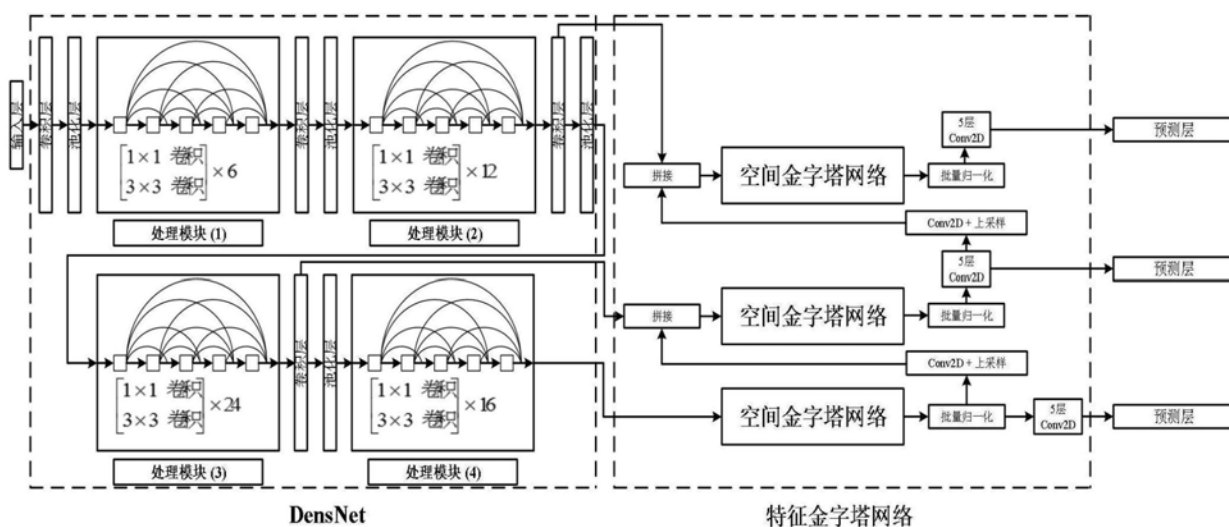 输入层
卷积层
池化层
[1×1 卷积
3×3 卷积] ×6
处理模块 (1)
卷积层
池化层
[1×1 卷积
3×3 卷积] ×12
处理模块 (2)
卷积层
池化层
[1×1 卷积
3×3 卷积] ×24
处理模块 (3)
卷积层
池化层
[1×1 卷积
3×3 卷积] ×16
处理模块 (4)
DensNet
拼接
空间金字塔网络
批量归一化
5层
Conv2D
预测层
Conv2D + 上采样
拼接
空间金字塔网络
批量归一化
5层
Conv2D
预测层
Conv2D + 上采样
空间金字塔网络
批量归一化
5层
Conv2D
预测层
特征金字塔网络